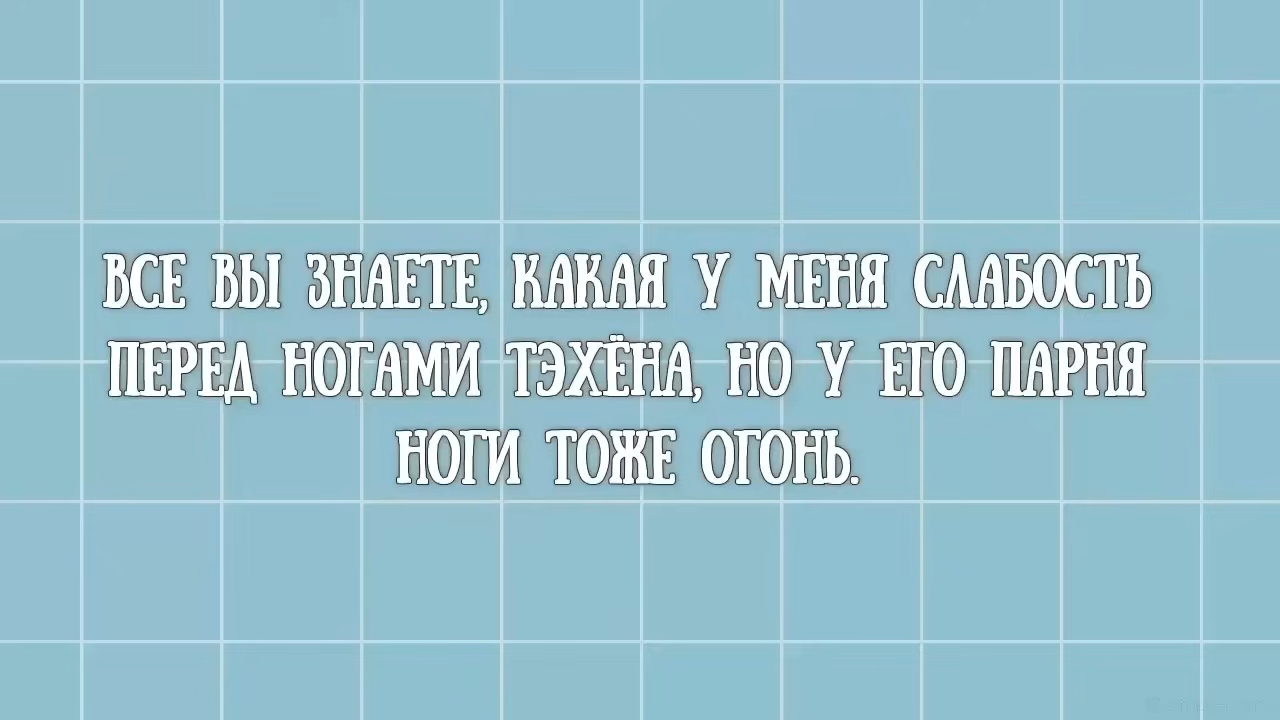 ВСЕ ВЫ ЗНАЕТЕ, КАКАЯ У МЕНЯ СЛАБОСТЬ
ПЕРЕД НОГАМИ ТЭХЁНА, НО У ЕГО ПАРНЯ
НОГИ ТОЖЕ ОГОНЬ.